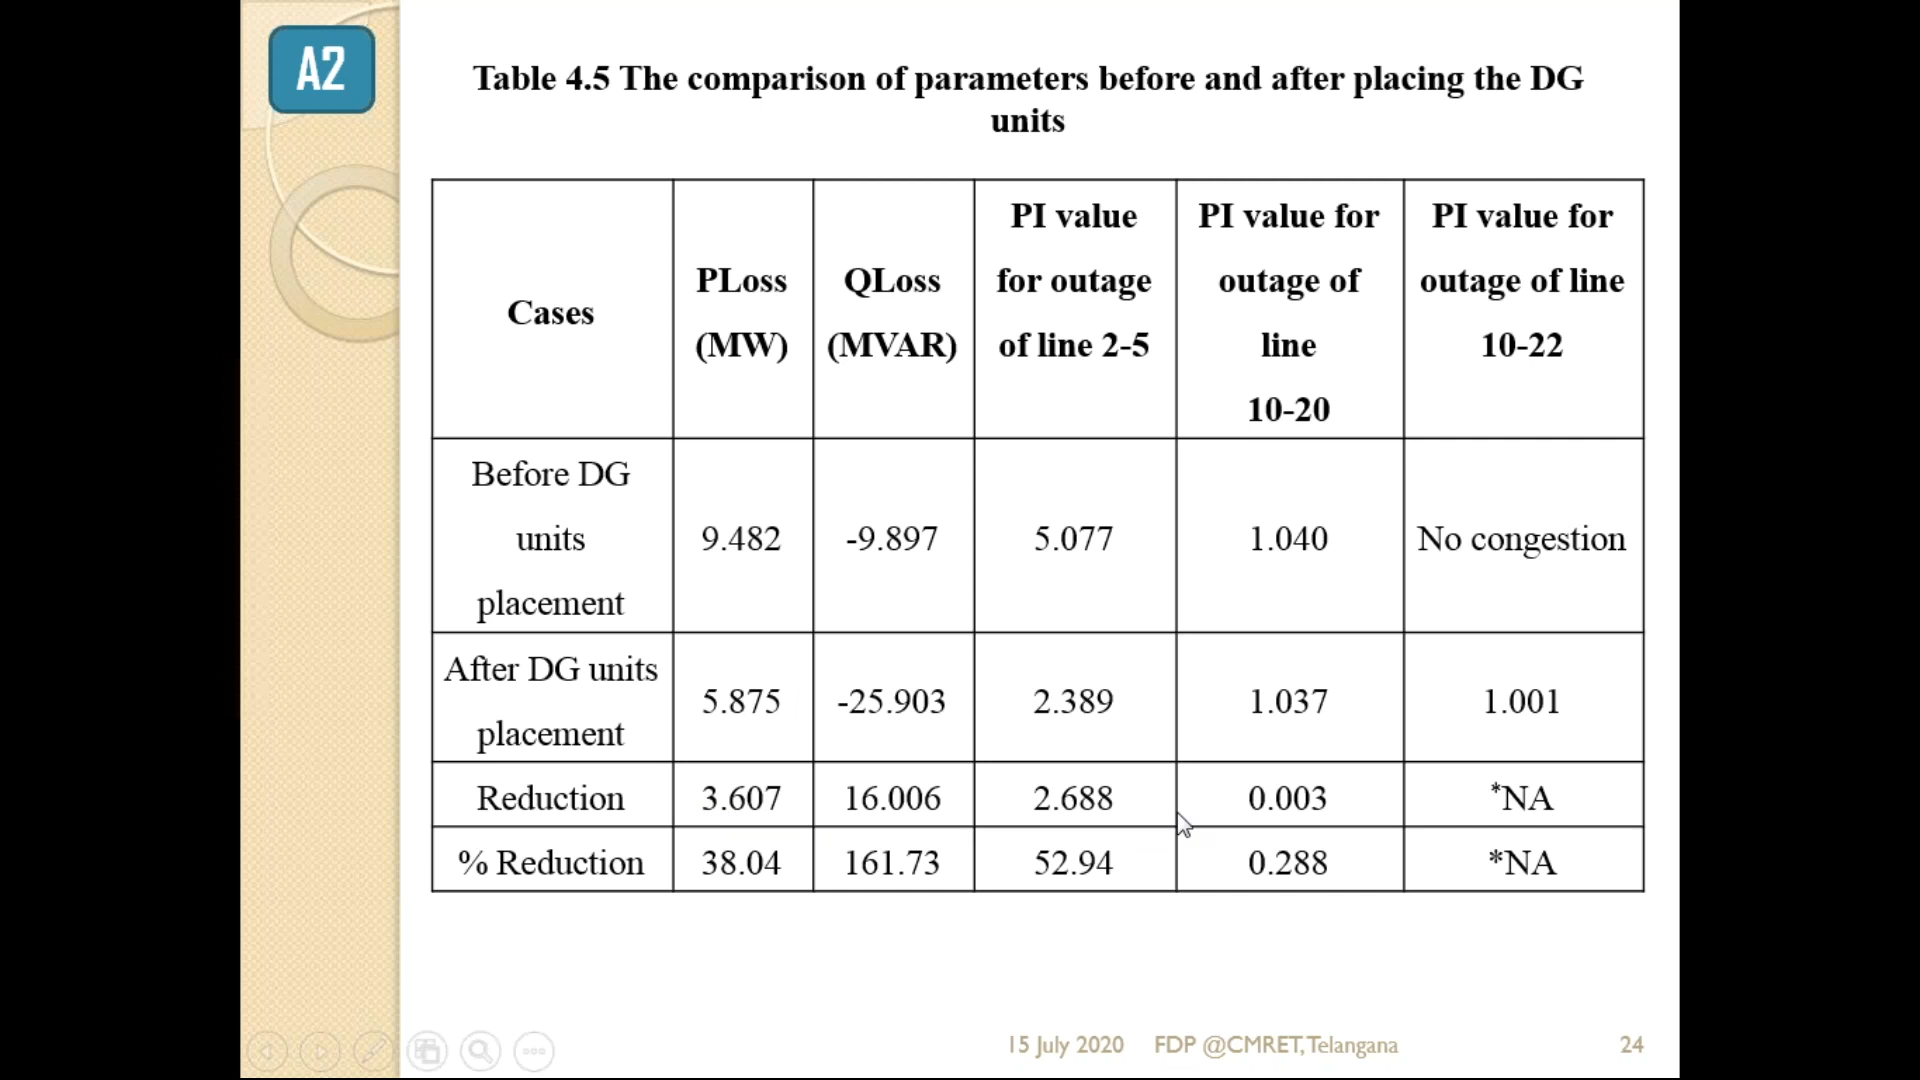 A2
Table 4.5 The comparison of parameters before and after placing the DG
units
Cases
PLoss
(MW)
QLoss
(MVAR)
PI value
for outage
of line 2-5
PI value for
outage of
line
10-20
PI value for
outage of line
10-22
Before DG
units
placement
9.482
-9.897
5.077
1.040
No congestion
After DG units
placement
5.875
-25.903
2.389
1.037
1.001
Reduction
3.607
16.006
2.688
0.003
*NA
% Reduction
38.04
161.73
52.94
0.288
*NA
15 July 2020
FDP @CMRET,Telangana
24